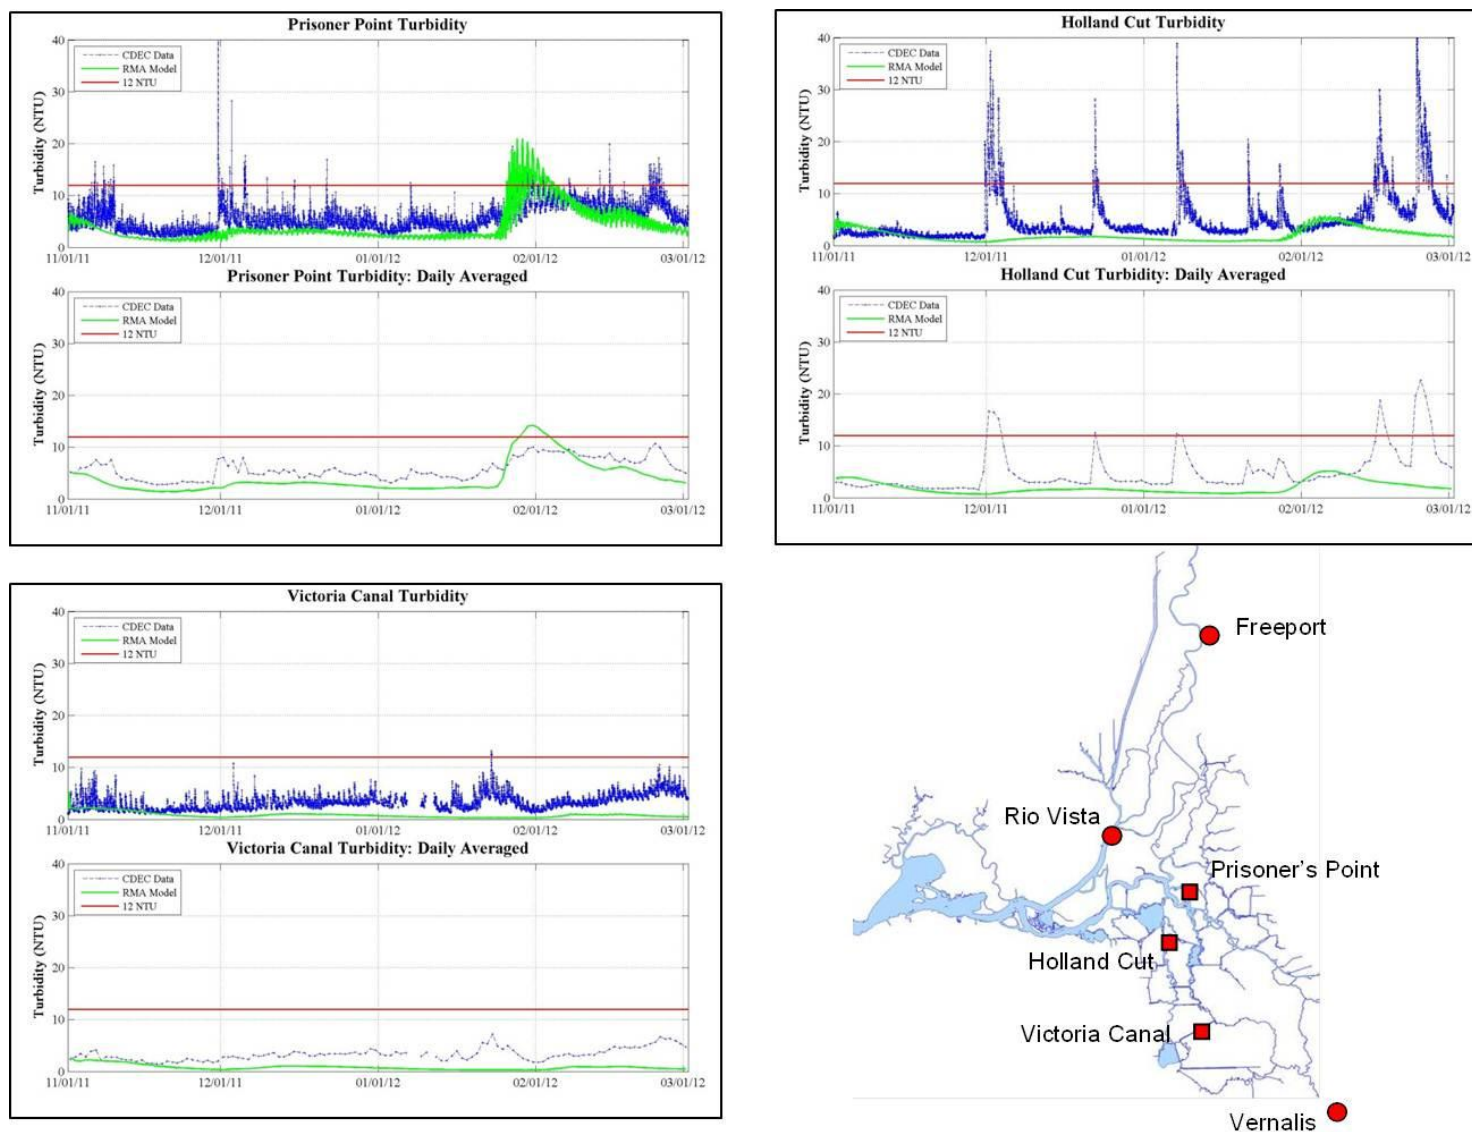 Prisoner Point Turbidity
Turbidity (NTU)
40
30
20
10
0
CDEC Data
RMA Model
12 NTU
11/01/11 12/01/11 01/01/12 02/01/12 03/01/12
Prisoner Point Turbidity: Daily Averaged
Turbidity (NTU)
40
30
20
10
0
CDEC Data
RMA Model
12 NTU
11/01/11 12/01/11 01/01/12 02/01/12 03/01/12
Holland Cut Turbidity
Turbidity (NTU)
40
30
20
10
0
CDEC Data
RMA Model
12 NTU
11/01/11 12/01/11 01/01/12 02/01/12 03/01/12
Holland Cut Turbidity: Daily Averaged
Turbidity (NTU)
40
30
20
10
0
CDEC Data
RMA Model
12 NTU
11/01/11 12/01/11 01/01/12 02/01/12 03/01/12
Victoria Canal Turbidity
Turbidity (NTU)
40
30
20
10
0
CDEC Data
RMA Model
12 NTU
11/01/11 12/01/11 01/01/12 02/01/12 03/01/12
Victoria Canal Turbidity: Daily Averaged
Turbidity (NTU)
40
30
20
10
0
CDEC Data
RMA Model
12 NTU
11/01/11 12/01/11 01/01/12 02/01/12 03/01/12
Freeport
Rio Vista
Prisoner's Point
Holland Cut
Victoria Canal
Vernalis